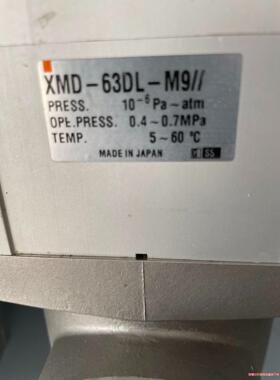 XMD-63DL-M9//
PRESS. 10⁻⁶ Pa~atm
OPE.PRESS. 0.4~0.7MPa
TEMP. 5~60 ℃
MADE IN JAPAN SS